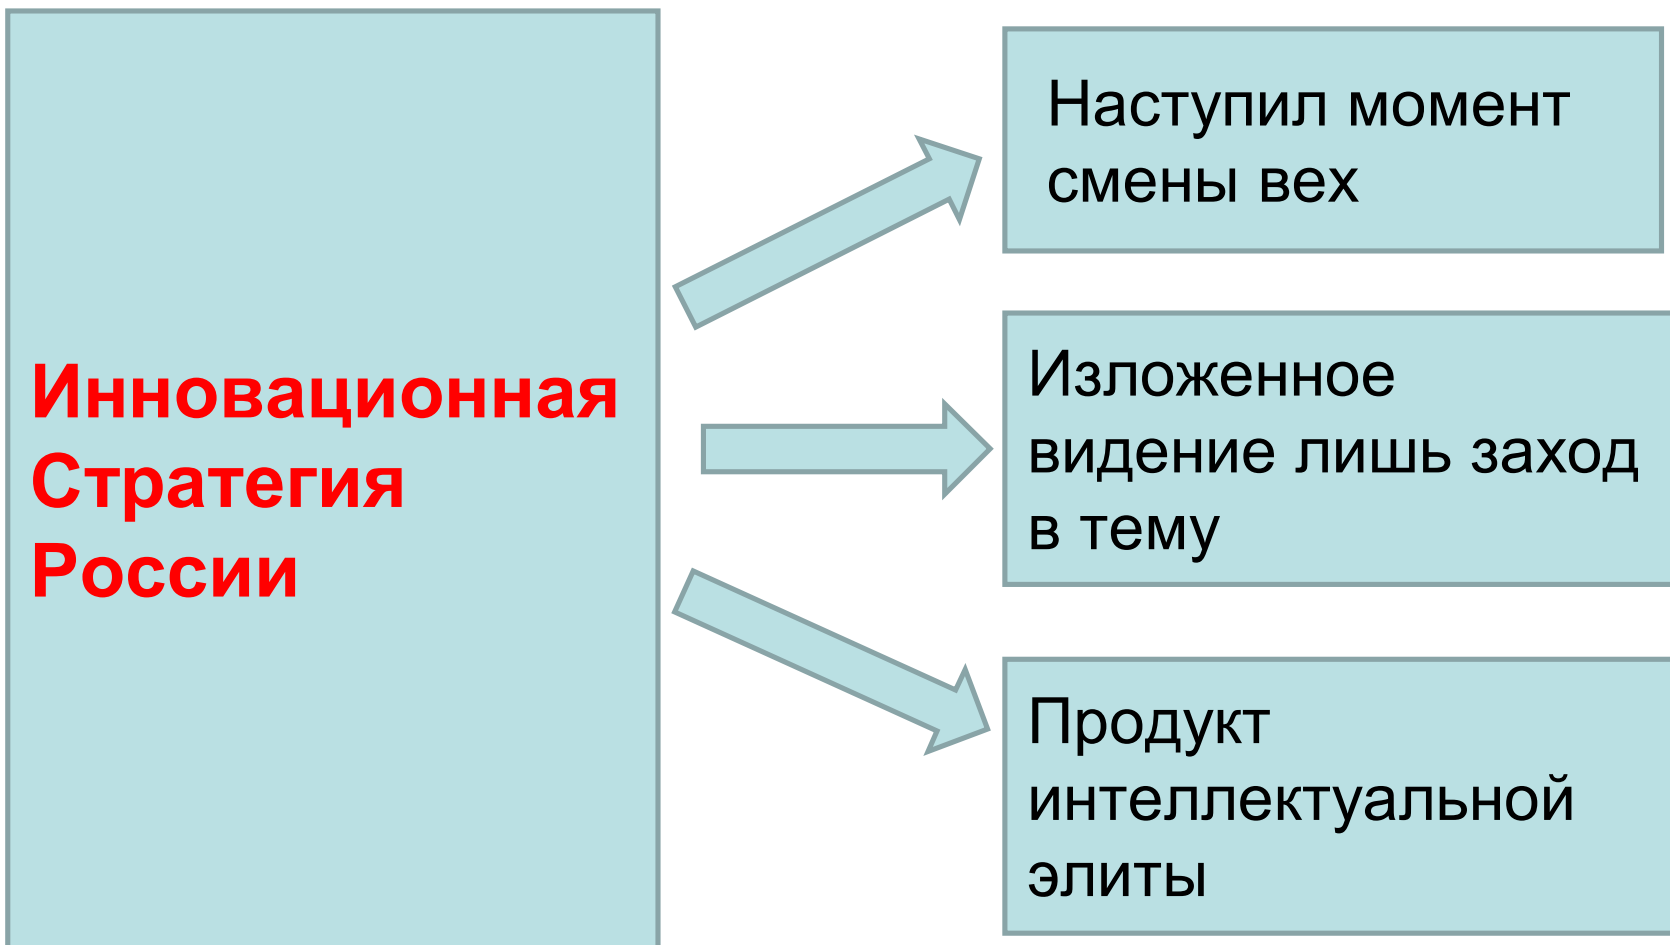 Инновационная
Стратегия
России
Наступил момент
смены вех
Изложенное
видение лишь заход
в тему
Продукт
интеллектуальной
элиты